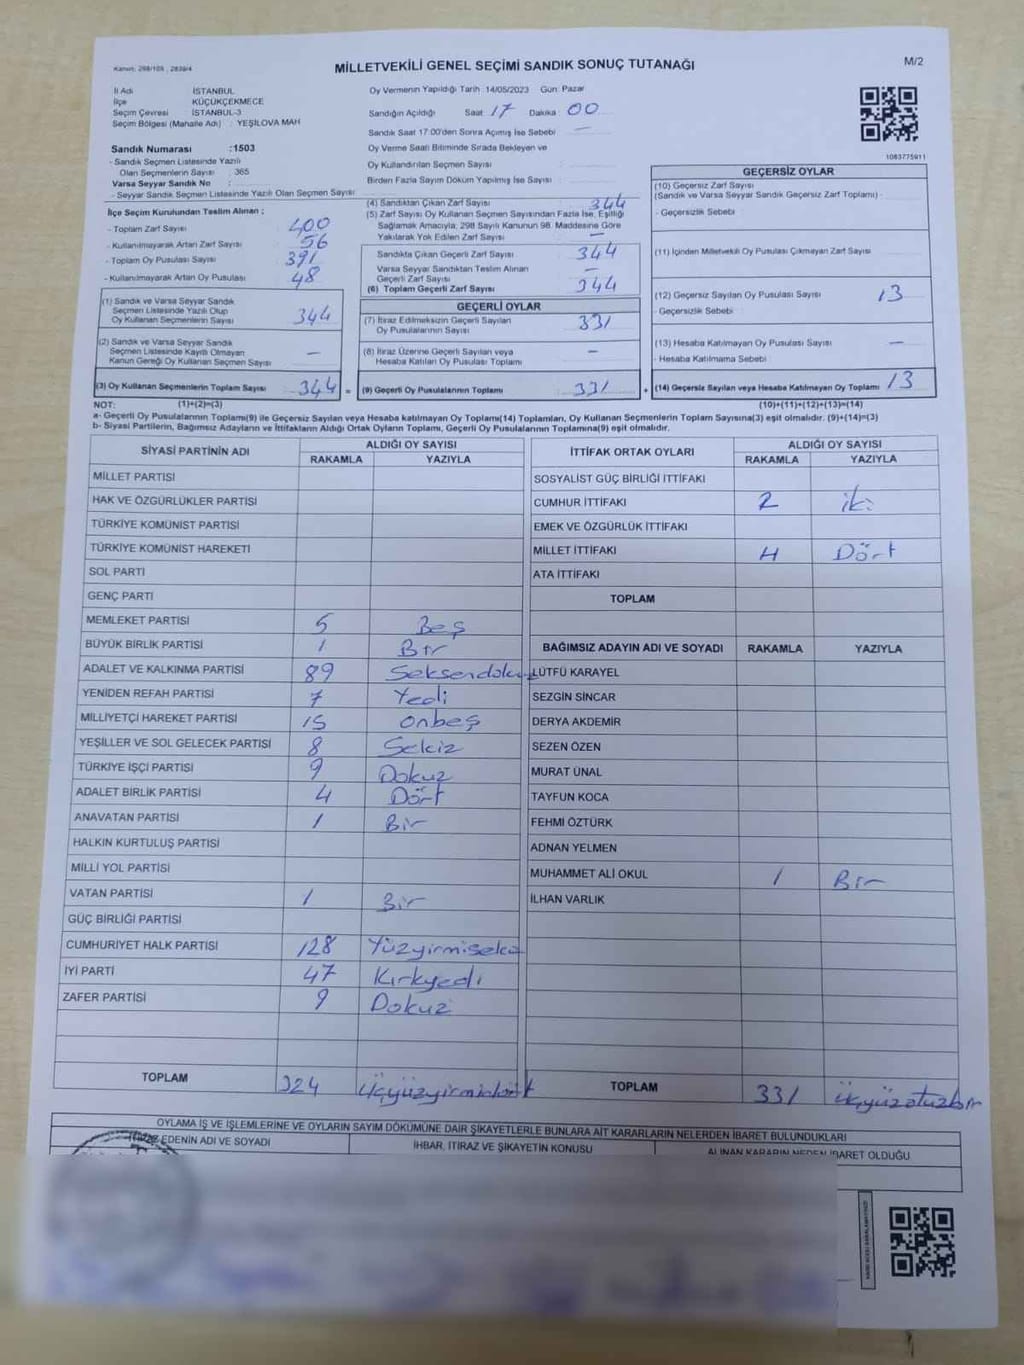 Kanun: 298/105 , 2839/4
MİLLETVEKİLİ GENEL SEÇİMİ SANDIK SONUÇ TUTANAĞI
M/2
İl Adı İSTANBUL
İlçe KÜÇÜKÇEKMECE
Seçim Çevresi İSTANBUL-3
Seçim Bölgesi (Mahalle Adı) : YEŞİLOVA MAH
Sandık Numarası :1503
- Sandık Seçmen Listesinde Yazılı
Olan Seçmenlerin Sayısı : 365
Varsa Seyyar Sandık No :
- Seyyar Sandık Seçmen Listesinde Yazılı Olan Seçmen Sayısı
Oy Vermenin Yapıldığı Tarih :14/05/2023 Gün: Pazar
Sandığın Açıldığı Saat 17 Dakika 00
Sandık Saat 17:00'den Sonra Açılmış İse Sebebi —
Oy Verme Saati Bitiminde Sırada Bekleyen ve
Oy Kullandırılan Seçmen Sayısı :
Birden Fazla Sayım Döküm Yapılmış İse Sayısı :
1083775911
İlçe Seçim Kurulundan Teslim Alınan ;
- Toplam Zarf Sayısı 400
- Kullanılmayarak Artan Zarf Sayısı 56
- Toplam Oy Pusulası Sayısı 391
- Kullanılmayarak Artan Oy Pusulası 48
(1) Sandık ve Varsa Seyyar Sandık
Seçmen Listesinde Yazılı Olup
Oy Kullanan Seçmenlerin Sayısı 344
(2) Sandık ve Varsa Seyyar Sandık
Seçmen Listesinde Kayıtlı Olmayan
Kanun Gereği Oy Kullanan Seçmen Sayısı —
(3) Oy Kullanan Seçmenlerin Toplam Sayısı 344 =
(4) Sandıktan Çıkan Zarf Sayısı 344
(5) Zarf Sayısı Oy Kullanan Seçmen Sayısından Fazla İse, Eşitliği
Sağlamak Amacıyla; 298 Sayılı Kanunun 98. Maddesine Göre
Yakılarak Yok Edilen Zarf Sayısı —
Sandıkta Çıkan Geçerli Zarf Sayısı 344
Varsa Seyyar Sandıktan Teslim Alınan
Geçerli Zarf Sayısı —
(6) Toplam Geçerli Zarf Sayısı 344
GEÇERLİ OYLAR
(7) İtiraz Edilmeksizin Geçerli Sayılan
Oy Pusulalarının Sayısı 331
(8) İtiraz Üzerine Geçerli Sayılan veya
Hesaba Katılan Oy Pusulası Toplamı —
(9) Geçerli Oy Pusulalarının Toplamı 331 +
GEÇERSİZ OYLAR
(10) Geçersiz Zarf Sayısı
(Sandık ve Varsa Seyyar Sandık Geçersiz Zarf Toplamı) -
- Geçersizlik Sebebi
(11) İçinden Milletvekili Oy Pusulası Çıkmayan Zarf Sayısı
(12) Geçersiz Sayılan Oy Pusulası Sayısı 13
- Geçersizlik Sebebi
(13) Hesaba Katılmayan Oy Pusulası Sayısı —
- Hesaba Katılmama Sebebi
(14) Geçersiz Sayılan veya Hesaba Katılmayan Oy Toplamı 13
NOT: (1)+(2)=(3) (10)+(11)+(12)+(13)=(14)
a- Geçerli Oy Pusulalarının Toplamı(9) ile Geçersiz Sayılan veya Hesaba katılmayan Oy Toplamı(14) Toplamları, Oy Kullanan Seçmenlerin Toplam Sayısına(3) eşit olmalıdır. (9)+(14)=(3)
b- Siyasi Partilerin, Bağımsız Adayların ve İttifakların Aldığı Ortak Oyların Toplamı, Geçerli Oy Pusulalarının Toplamına(9) eşit olmalıdır.
SİYASİ PARTİNİN ADI ALDIĞI OY SAYISI
RAKAMLA YAZIYLA
MİLLET PARTİSİ
HAK VE ÖZGÜRLÜKLER PARTİSİ
TÜRKİYE KOMÜNİST PARTİSİ
TÜRKİYE KOMÜNİST HAREKETİ
SOL PARTİ
GENÇ PARTİ
MEMLEKET PARTİSİ 5 Beş
BÜYÜK BİRLİK PARTİSİ 1 Bir
ADALET VE KALKINMA PARTİSİ 89 Seksendokuz
YENİDEN REFAH PARTİSİ 7 Yedi
MİLLİYETÇİ HAREKET PARTİSİ 15 onbeş
YEŞİLLER VE SOL GELECEK PARTİSİ 8 Sekiz
TÜRKİYE İŞÇİ PARTİSİ 9 Dokuz
ADALET BİRLİK PARTİSİ 4 Dört
ANAVATAN PARTİSİ 1 Bir
HALKIN KURTULUŞ PARTİSİ
MİLLİ YOL PARTİSİ
VATAN PARTİSİ 1 Bir
GÜÇ BİRLİĞİ PARTİSİ
CUMHURİYET HALK PARTİSİ 128 Yüzyirmiseki
İYİ PARTİ 47 Kırkyedi
ZAFER PARTİSİ 9 Dokuz
TOPLAM 324 üçyüzyirmidört
İTTİFAK ORTAK OYLARI ALDIĞI OY SAYISI
RAKAMLA YAZIYLA
SOSYALİST GÜÇ BİRLİĞİ İTTİFAKI
CUMHUR İTTİFAKI 2 iki
EMEK VE ÖZGÜRLÜK İTTİFAKI
MİLLET İTTİFAKI 4 Dört
ATA İTTİFAKI
TOPLAM
BAĞIMSIZ ADAYIN ADI VE SOYADI RAKAMLA YAZIYLA
LÜTFÜ KARAYEL
SEZGİN SİNCAR
DERYA AKDEMİR
SEZEN ÖZEN
MURAT ÜNAL
TAYFUN KOCA
FEHMİ ÖZTÜRK
ADNAN YELMEN
MUHAMMET ALİ OKUL 1 Bir
İLHAN VARLIK
TOPLAM 331 üçyüzotuzbir
OYLAMA İŞ VE İŞLEMLERİNE VE OYLARIN SAYIM DÖKÜMÜNE DAİR ŞİKAYETLERLE BUNLARA AİT KARARLARIN NELERDEN İBARET BULUNDUKLARI
EDENİN ADI VE SOYADI İHBAR, İTİRAZ VE ŞİKAYETİN KONUSU ALINAN KARARIN NEDEN İBARET OLDUĞU